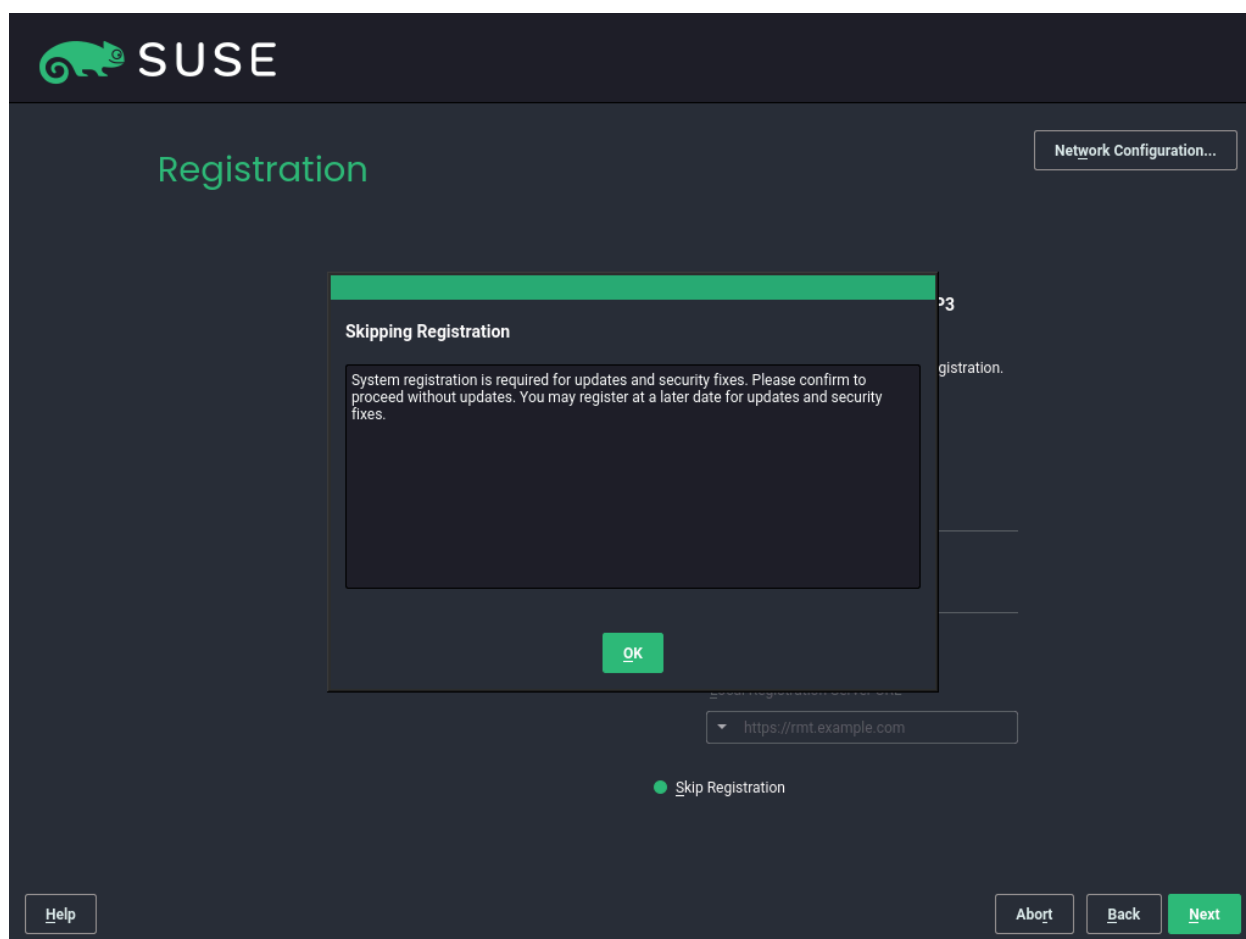 SUSE
Registration
Network Configuration...
P3
Skipping Registration
System registration is required for updates and security fixes. Please confirm to
proceed without updates. You may register at a later date for updates and security
fixes.
gistration.
OK
https://rmt.example.com
Skip Registration
Help
Abort
Back
Next